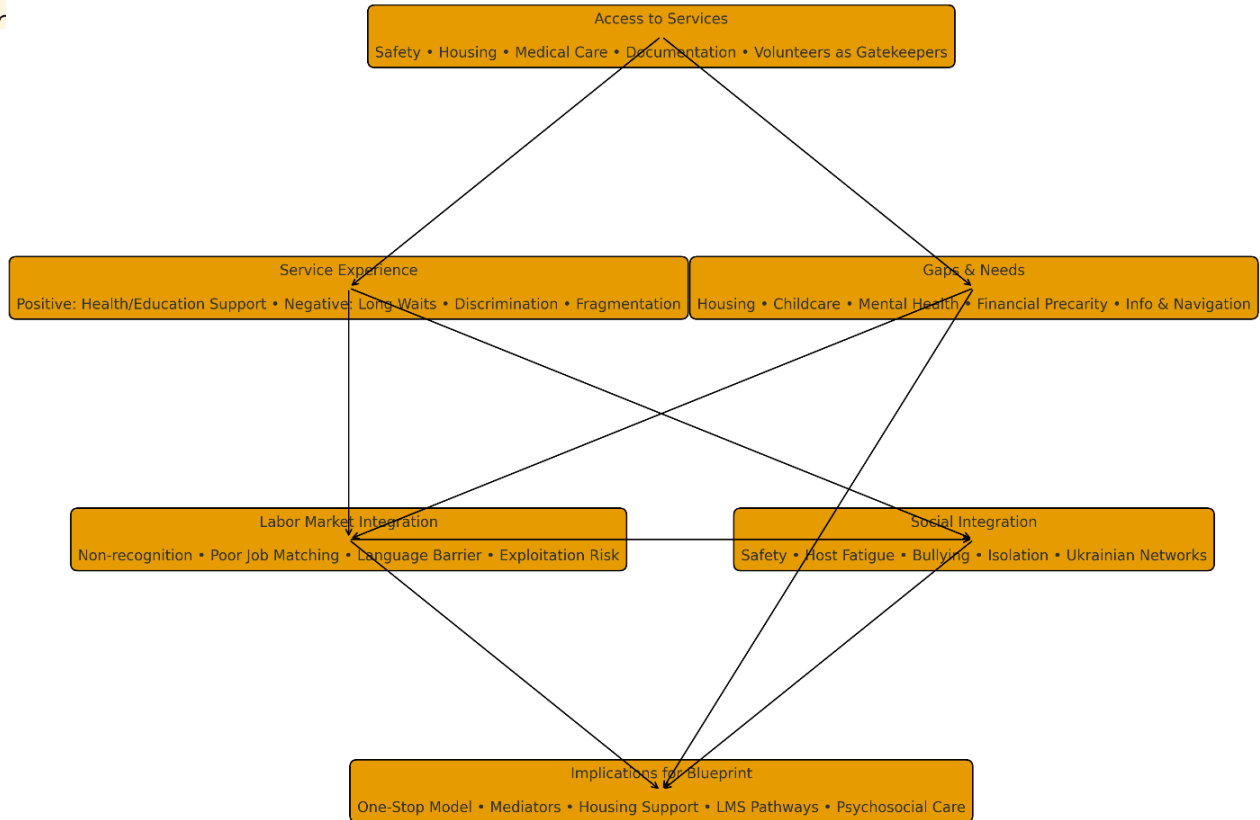 Access to Services
Safety • Housing • Medical Care • Documentation • Volunteers as Gatekeepers
Service Experience
Positive: Health/Education Support • Negative: Long Waits • Discrimination • Fragmentation
Gaps & Needs
Housing • Childcare • Mental Health • Financial Precarity • Info & Navigation
Labor Market Integration
Non-recognition • Poor Job Matching • Language Barrier • Exploitation Risk
Social Integration
Safety • Host Fatigue • Bullying • Isolation • Ukrainian Networks
Implications for Blueprint
One-Stop Model • Mediators • Housing Support • LMS Pathways • Psychosocial Care